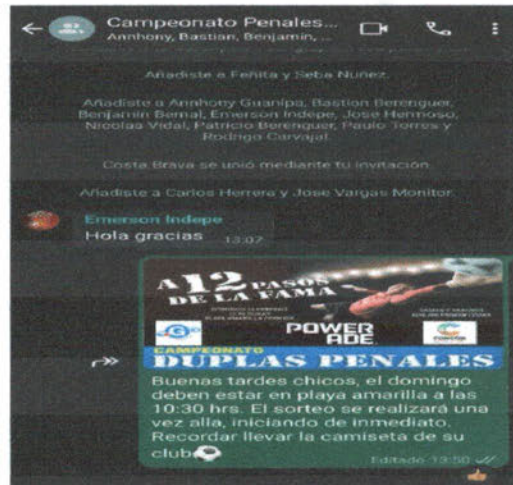 Campeonato Penales...
Annhony, Bastian, Benjamin, ...
Añadiste a Feñita y Seba Nuñez.
Añadiste a Annhony Guanipa, Bastian Berenguer,
Benjamin Bernal, Emerson Indepe, Jose Hermoso,
Nicolas Vidal, Patricio Berenguer, Paulo Torres y
Rodrigo Carvajal.
Costa Brava se unió mediante tu invitación.
Añadiste a Carlos Herrera y Jose Vargas Monitor.
Emerson Indepe
Hola gracias 13:07
A 12 PASOS
DE LA FAMA
POWER
ADE
CAMPEONATO
DUPLAS PENALES
Buenas tardes chicos, el domingo
deben estar en playa amarilla a las
10:30 hrs. El sorteo se realizará una
vez alla, iniciando de inmediato.
Recordar llevar la camiseta de su
club
Editado 13:50